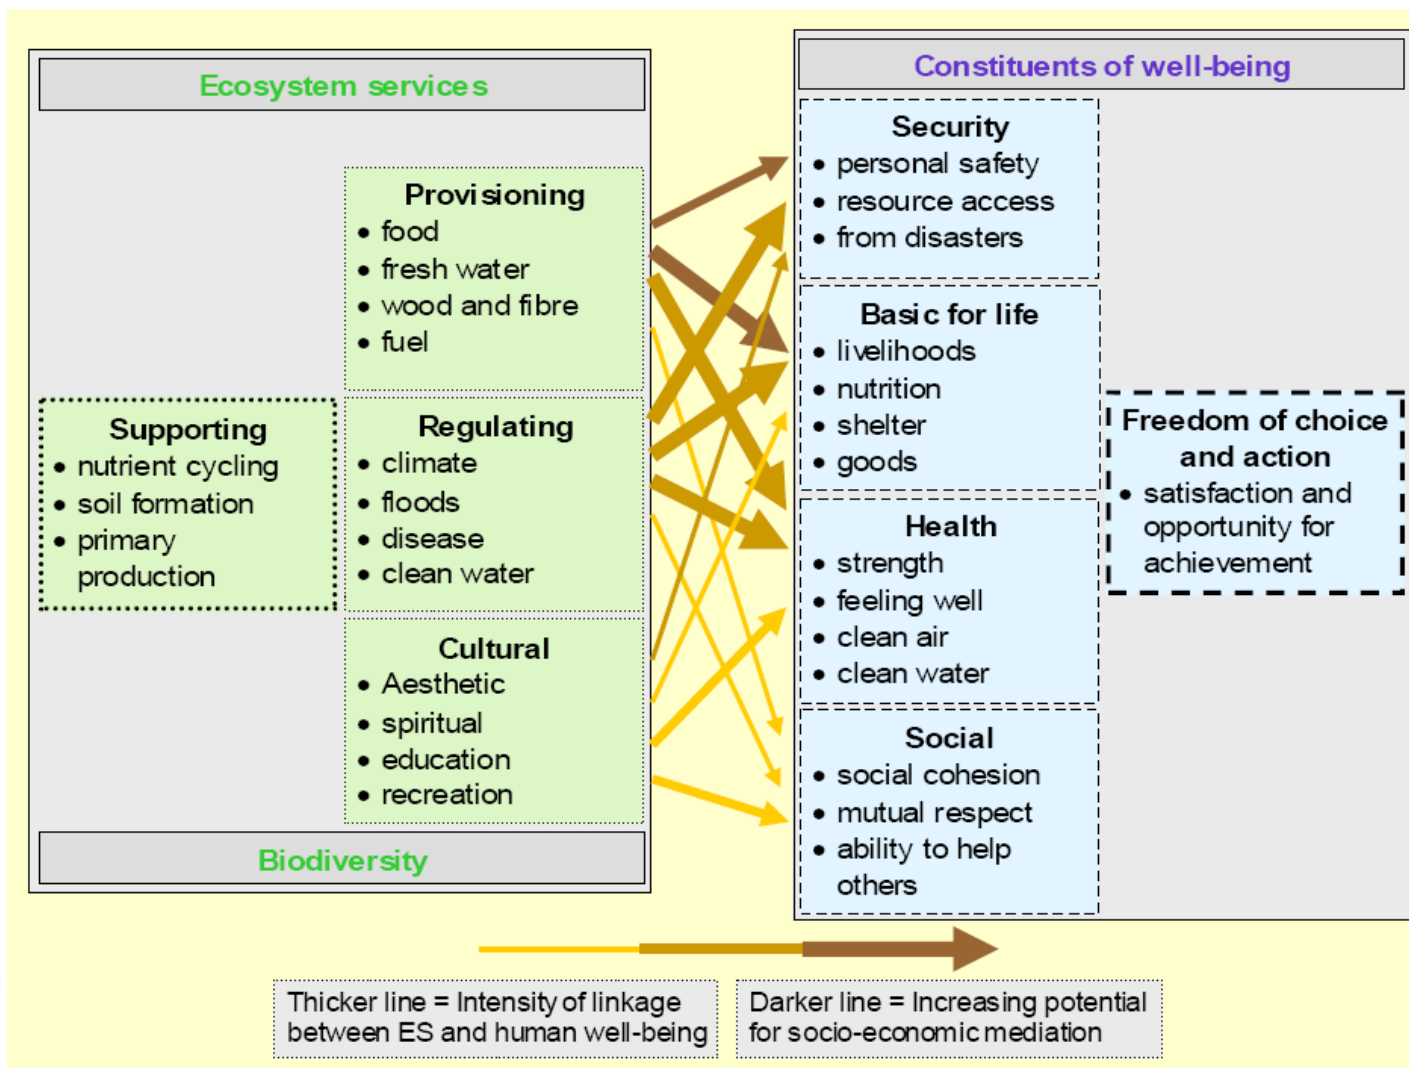 Ecosystem services
Provisioning
• food
• fresh water
• wood and fibre
• fuel
Supporting
• nutrient cycling
• soil formation
• primary
production
Regulating
• climate
• floods
• disease
• clean water
Cultural
• Aesthetic
• spiritual
• education
• recreation
Biodiversity
Constituents of well-being
Security
• personal safety
• resource access
• from disasters
Basic for life
• livelihoods
• nutrition
• shelter
• goods
Health
• strength
• feeling well
• clean air
• clean water
Social
• social cohesion
• mutual respect
• ability to help
others
Freedom of choice
and action
• satisfaction and
opportunity for
achievement
Thicker line = Intensity of linkage
between ES and human well-being
Darker line = Increasing potential
for socio-economic mediation